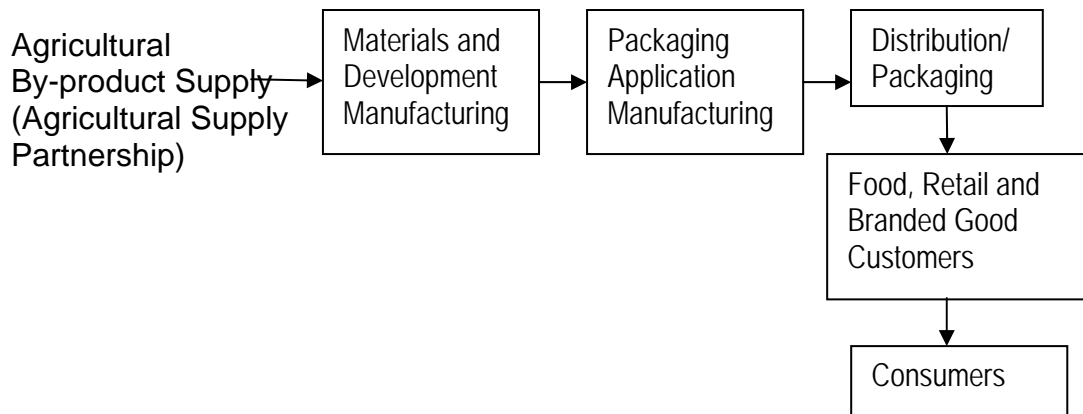 Agricultural
By-product Supply
(Agricultural Supply
Partnership)
Materials and
Development
Manufacturing
Packaging
Application
Manufacturing
Distribution/
Packaging
Food, Retail and
Branded Good
Customers
Consumers